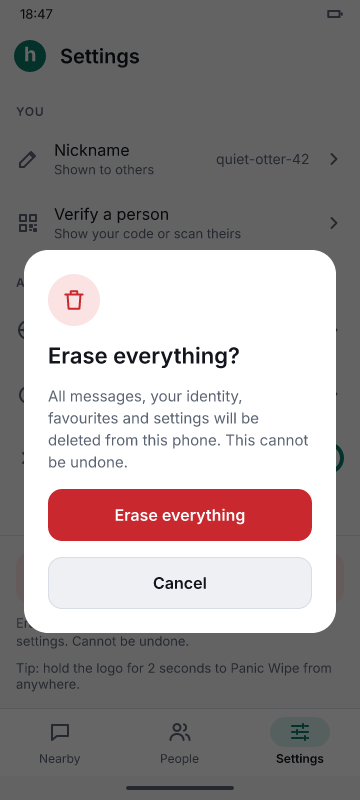 18:47
h
Settings
YOU
Nickname
Shown to others
quiet-otter-42
Verify a person
Show your code or scan theirs
Erase everything?
All messages, your identity,
favourites and settings will be
deleted from this phone. This cannot
be undone.
Erase everything
Cancel
settings. Cannot be undone.
Tip: hold the logo for 2 seconds to Panic Wipe from
anywhere.
Nearby
People
Settings